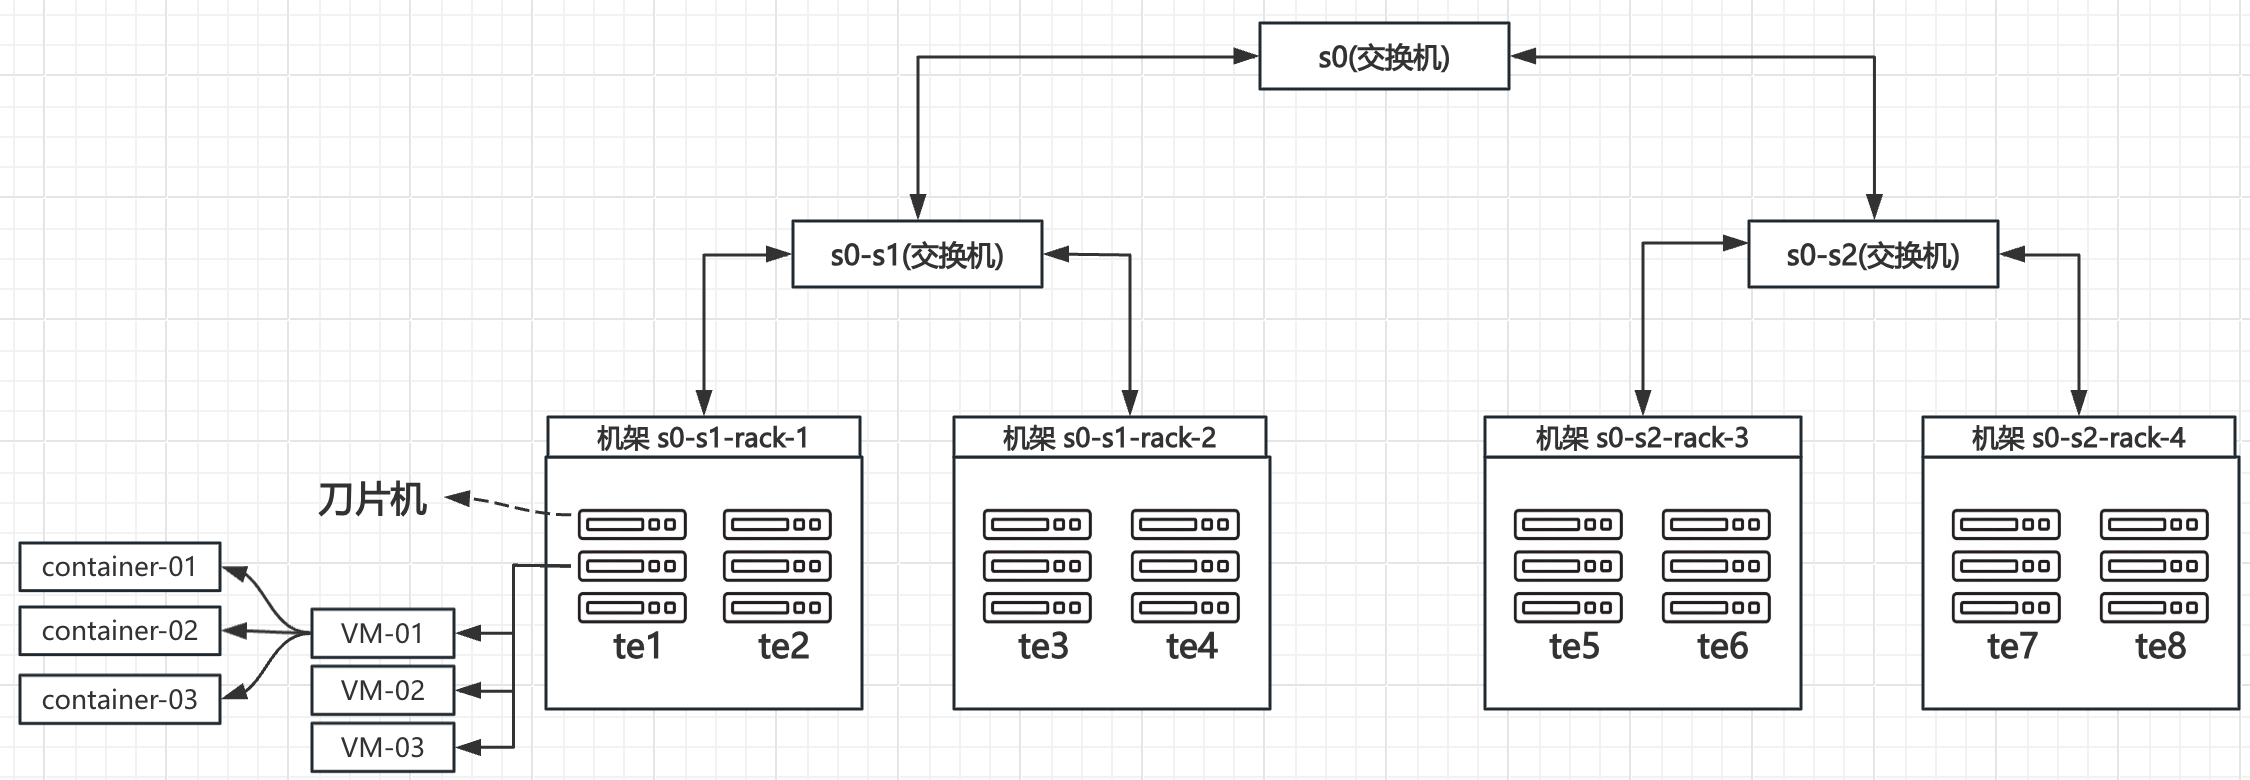 s0(交换机)
s0-s1(交换机)
s0-s2(交换机)
机架 s0-s1-rack-1
机架 s0-s1-rack-2
机架 s0-s2-rack-3
机架 s0-s2-rack-4
刀片机
container-01
container-02
container-03
VM-01
VM-02
VM-03
te1
te2
te3
te4
te5
te6
te7
te8